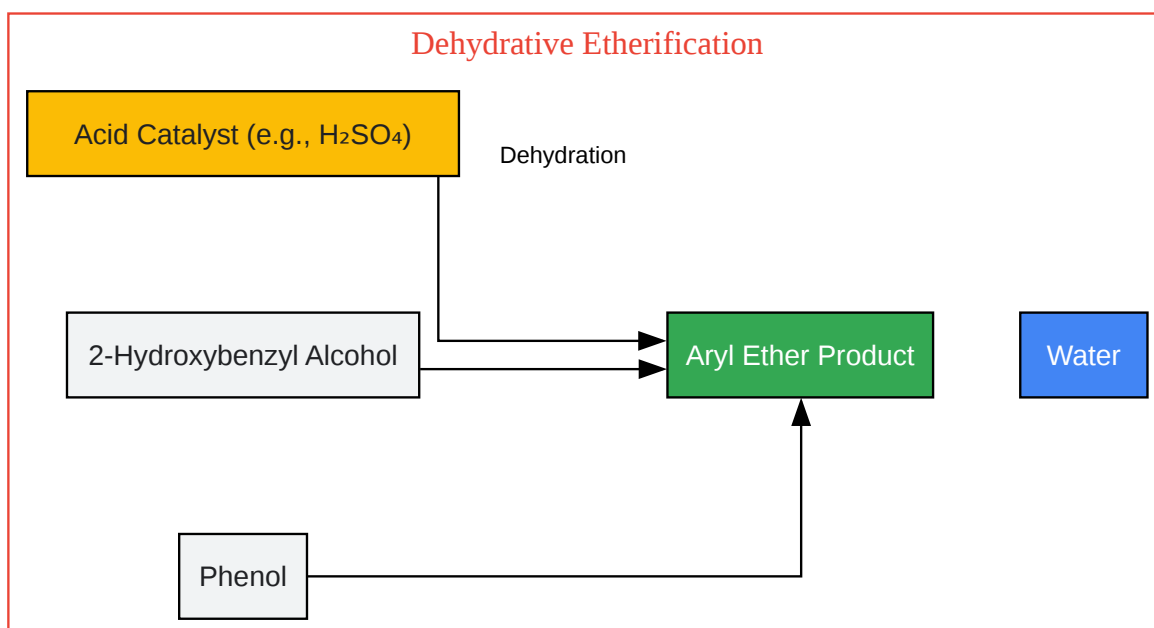 Dehydrative Etherification
Acid Catalyst (e.g., H₂SO₄)
Dehydration
2-Hydroxybenzyl Alcohol
Aryl Ether Product
Water
Phenol